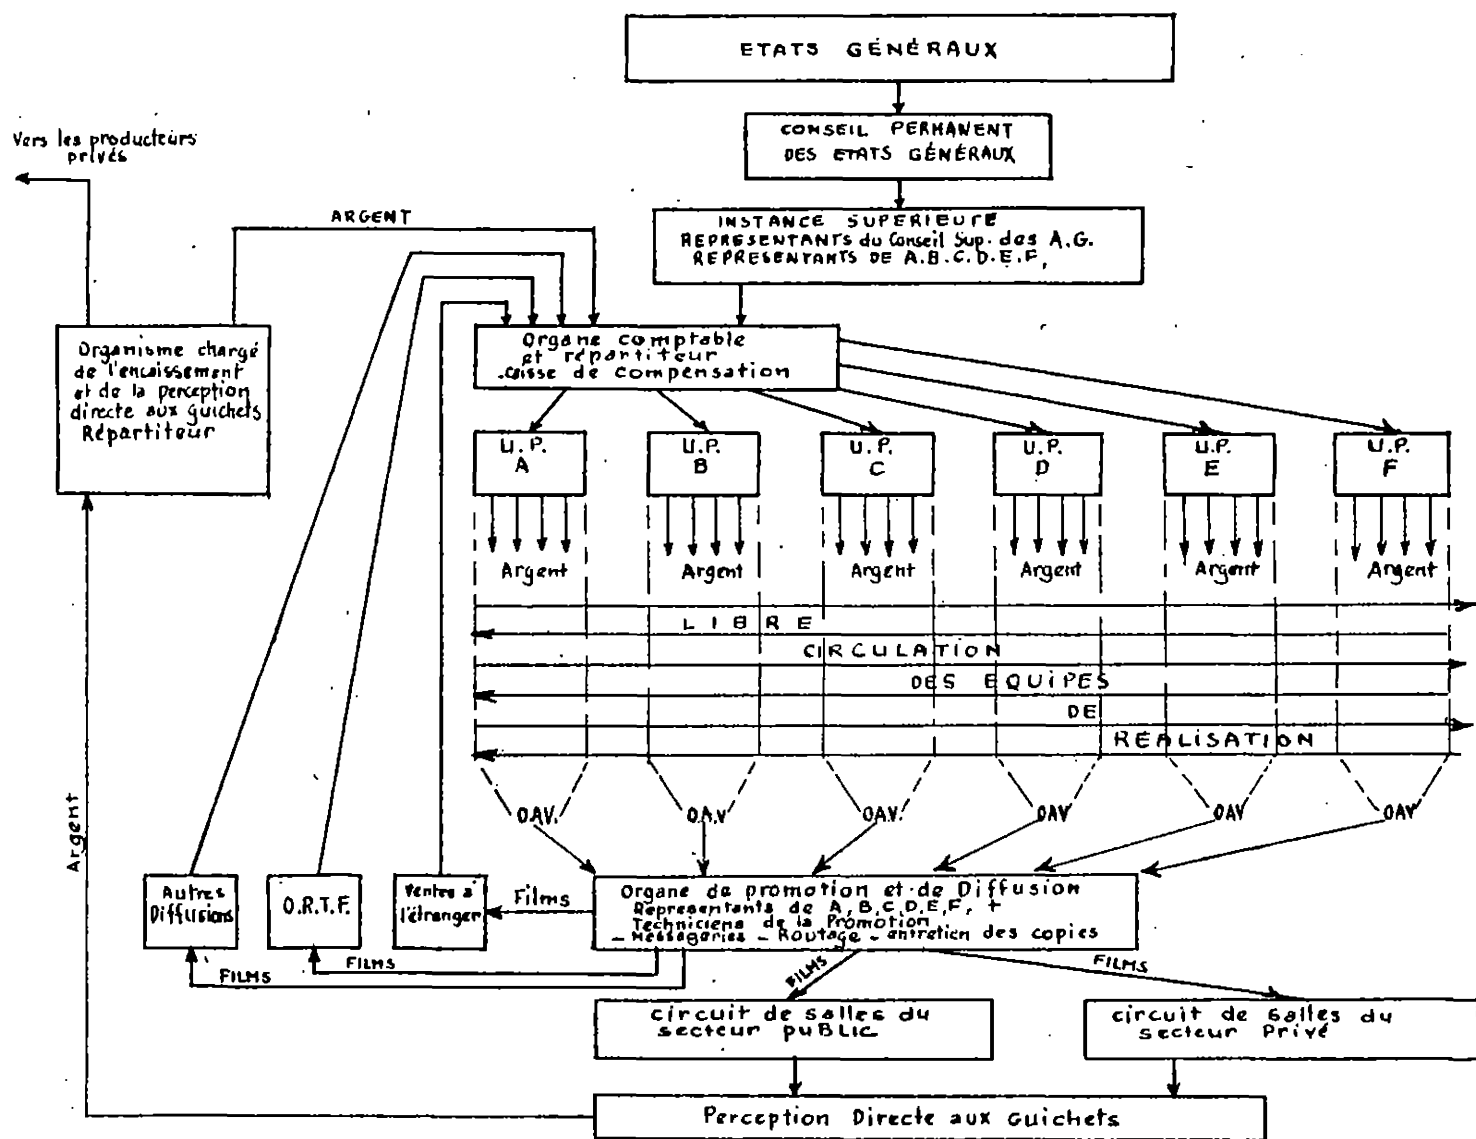 ETATS GÉNÉRAUX
CONSEIL PERMANENT
DES ETATS GÉNÉRAUX
Vers les producteurs
privés
ARGENT
INSTANCE SUPERIEURE
REPRESENTANTS du Conseil Sup. des A.G.
REPRESENTANTS DE A.B.C.D.E.F,
Organisme chargé
de l'encaissement
et de la perception
directe aux guichets
Répartiteur
Organe comptable
et répartiteur
caisse de compensation
U.P.
A
U.P.
B
U.P.
C
U.P.
D
U.P.
E
U.P.
F
Argent
Argent
Argent
Argent
Argent
Argent
LIBRE
CIRCULATION
DES EQUIPES
DE
RÉALISATION
OAV.
O.A.V
OAV.
OAV
OAV
OAV
Argent
Autres
Diffusions
O.R.T.F.
Ventes à
l'étranger
Films
Organe de promotion et de Diffusion
Représentants de A, B, C, D, E, F, +
Techniciens de la Promotion
- Messageries - Routage - entretien des copies
FILMS
FILMS
FILMS
FILMS
circuit de salles du
secteur puBLIC
circuit de salles du
secteur Privé
Perception Directe aux Guichets